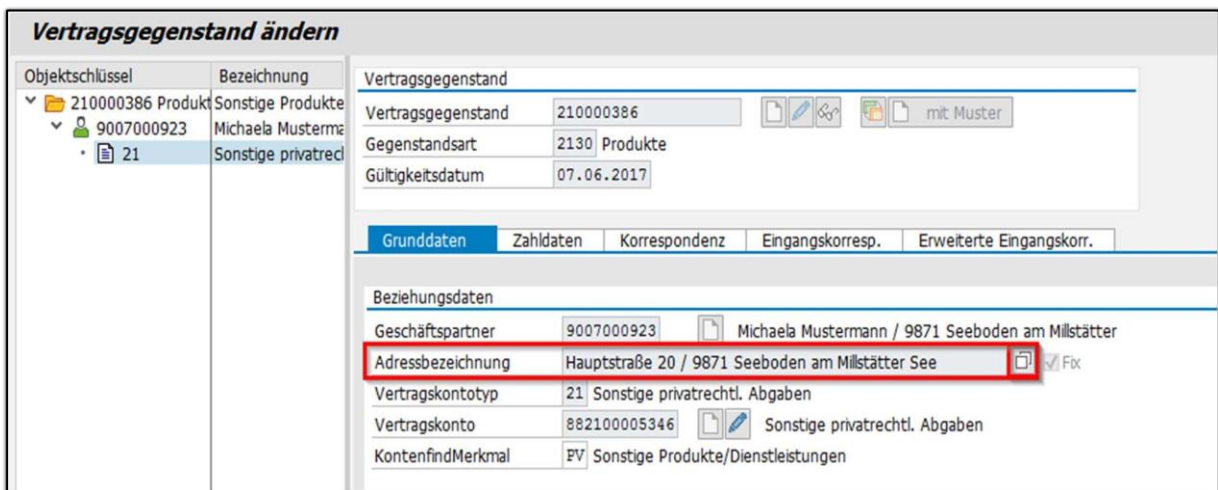 Vertragsgegenstand ändern
Objektschlüssel Bezeichnung
210000386 Produkt Sonstige Produkte
9007000923 Michaela Musterma
21 Sonstige privatrecl
Vertragsgegenstand
Vertragsgegenstand 210000386 mit Muster
Gegenstandsart 2130 Produkte
Gültigkeitsdatum 07.06.2017
Grunddaten Zahldaten Korrespondenz Eingangskorresp. Erweiterte Eingangskorr.
Beziehungsdaten
Geschäftspartner 9007000923 Michaela Mustermann / 9871 Seeboden am Millstätter
Adressbezeichnung Hauptstraße 20 / 9871 Seeboden am Millstätter See Fix
Vertragskontotyp 21 Sonstige privatrechtl. Abgaben
Vertragskonto 882100005346 Sonstige privatrechtl. Abgaben
KontenfindMerkmal PV Sonstige Produkte/Dienstleistungen